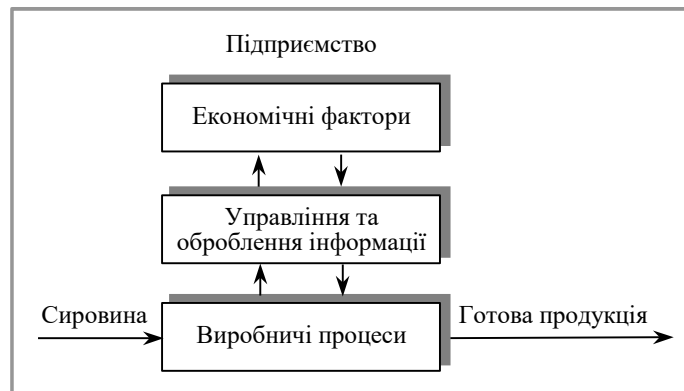 Підприємство
Економічні фактори
Управління та
оброблення інформації
Сировина
Виробничі процеси
Готова продукція